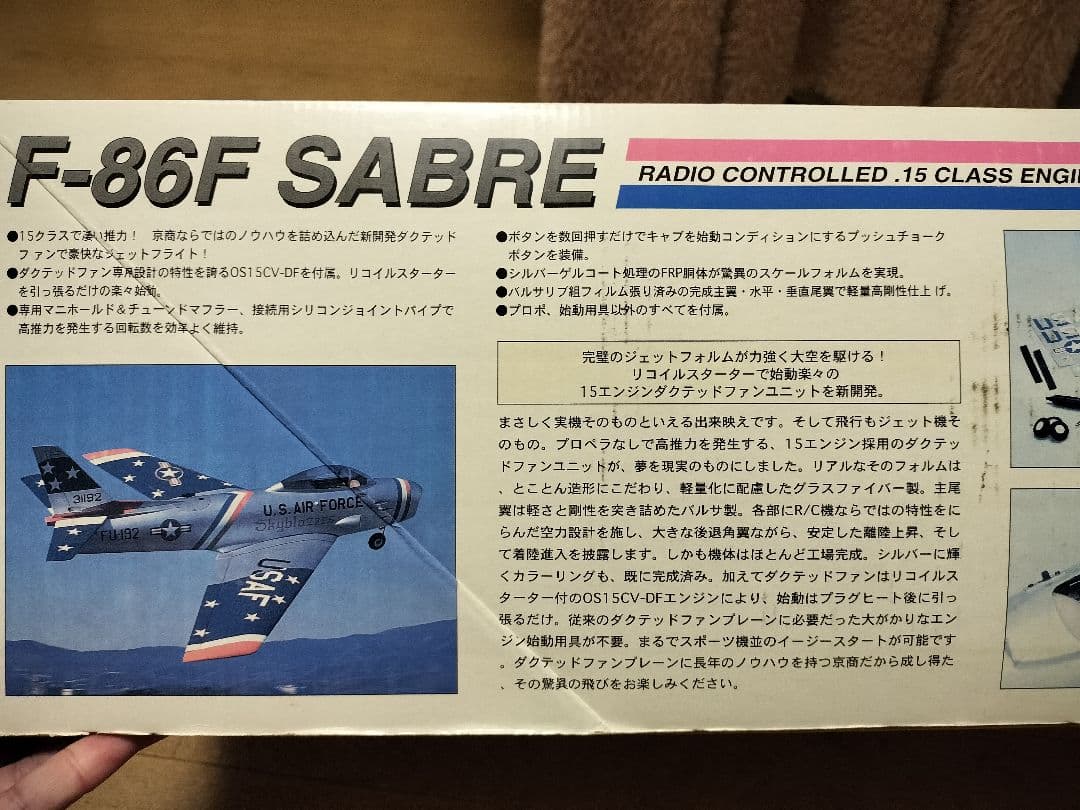 F-86F SABRE
RADIO CONTROLLED .15 CLASS
●15クラスで凄い推力！ 京商ならではのノウハウを詰め込んだ新開発ダクテッド
ファンで豪快なジェットフライト！
●ダクテッドファン専用設計の特性を誇るOS15CV-DFを付属。リコイルスターター
を引っ張るだけの楽々始動。
●専用マニホールド＆チューンドマフラー、接続用シリコンジョイントパイプで
高推力を発生する回転数を効率よく維持。
●ボタンを数回押すだけでキャブを始動コンディションにするプッシュチョーク
ボタンを装備。
●シルバーゲルコート処理のFRP胴体が驚異のスケールフォルムを実現。
●バルサリブ組フィルム張り済みの完成主翼・水平・垂直尾翼で軽量高剛性仕上げ。
●プロポ、始動用具以外のすべてを付属。
完璧のジェットフォルムが力強く大空を駆ける！
リコイルスターターで始動楽々の
15エンジンダクテッドファンユニットを新開発。
まさしく実機そのものといえる出来映えです。そして飛行もジェット機そ
のもの。プロペラなしで高推力を発生する、15エンジン採用のダクテッ
ドファンユニットが、夢を現実のものにしました。リアルなそのフォルムは
、とことん造形にこだわり、軽量化に配慮したグラスファイバー製。主尾
翼は軽さと剛性を突き詰めたバルサ製。各部にR/C機ならではの特性をに
らんだ空力設計を施し、大きな後退角翼ながら、安定した離陸上昇、そし
て着陸進入を披露します。しかも機体はほとんど工場完成。シルバーに輝
くカラーリングも、既に完成済み。加えてダクテッドファンはリコイルス
ターター付のOS15CV-DFエンジンにより、始動はプラグヒート後に引っ
張るだけ。従来のダクテッドファンプレーンに必要だった大がかりなエン
ジン始動用具が不要。まるでスポーツ機並のイージースタートが可能です
。ダクテッドファンプレーンに長年のノウハウを持つ京商だから成し得た
、その驚異の飛びをお楽しみください。
31192
FU-192
U.S. AIR FORCE
Skyblazers
USAF